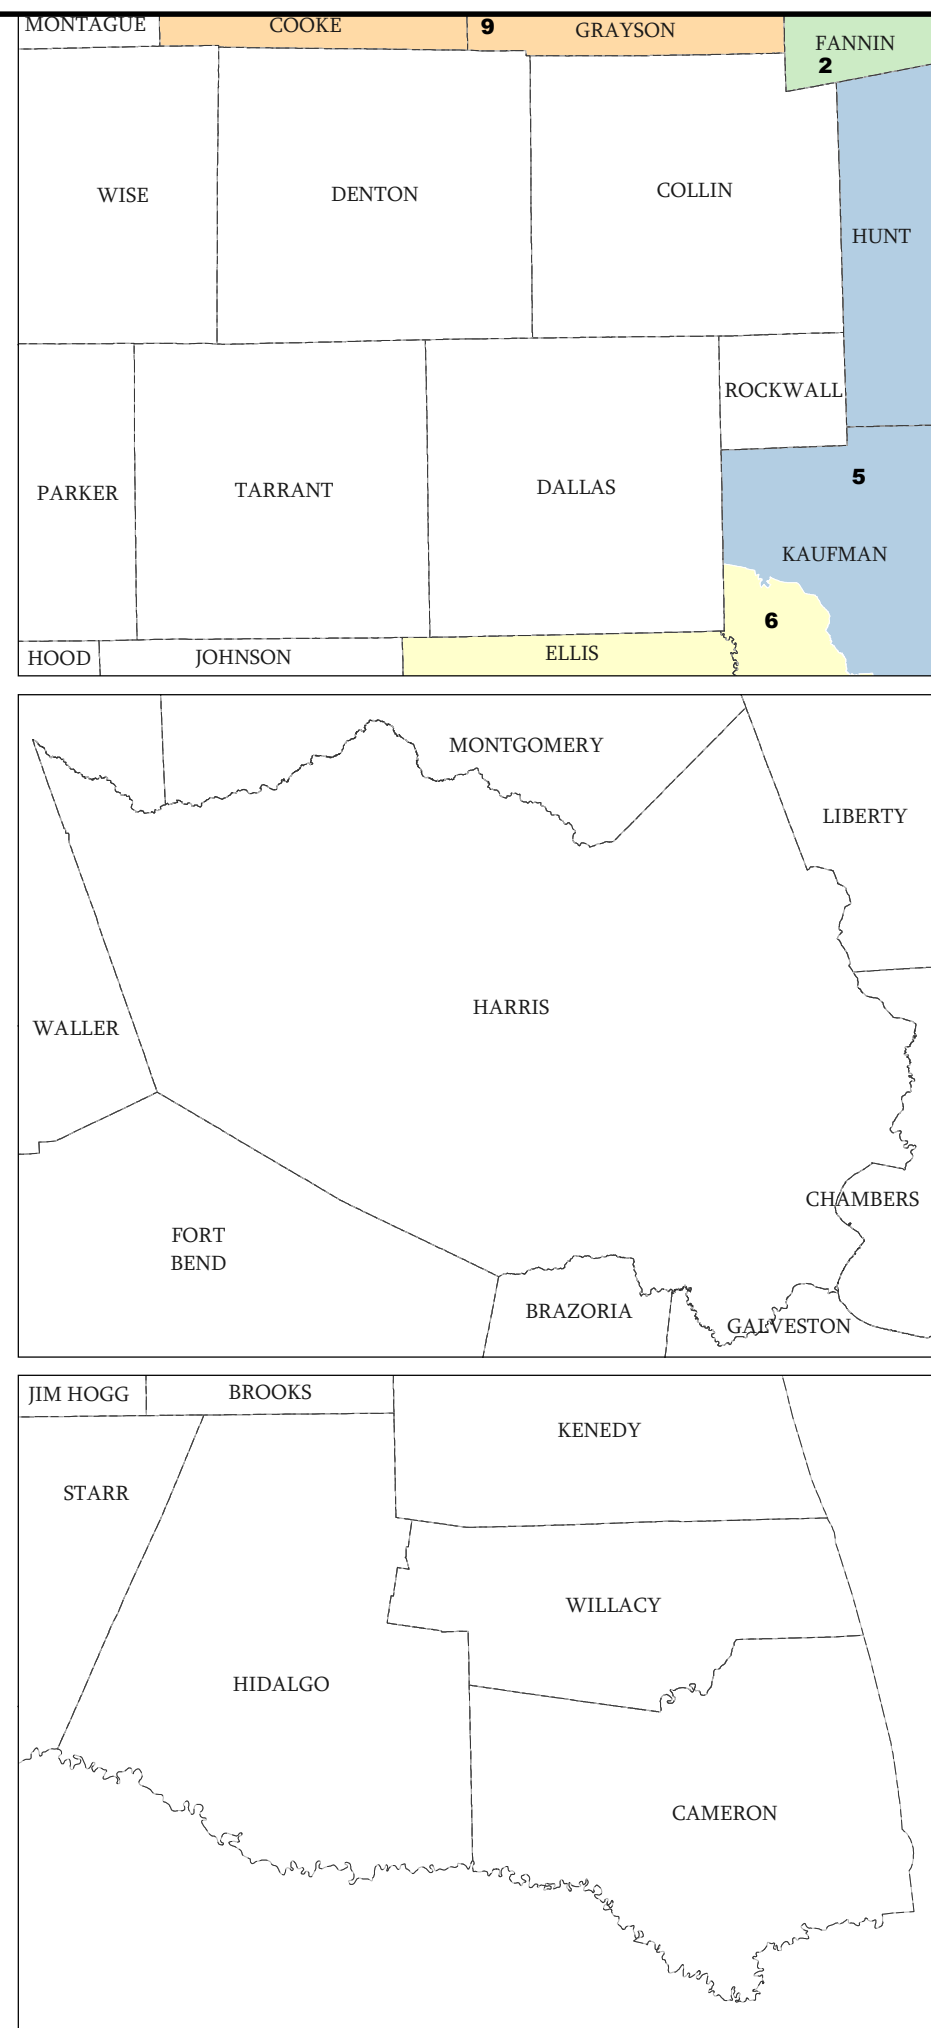 MONTAGUE
COOKE
9
GRAYSON
FANNIN
2
WISE
DENTON
COLLIN
HUNT
ROCKWALL
PARKER
TARRANT
DALLAS
5
KAUFMAN
6
HOOD
JOHNSON
ELLIS
MONTGOMERY
LIBERTY
HARRIS
WALLER
CHAMBERS
FORT
BEND
BRAZORIA
GALVESTON
JIM HOGG
BROOKS
KENEDY
STARR
WILLACY
HIDALGO
CAMERON